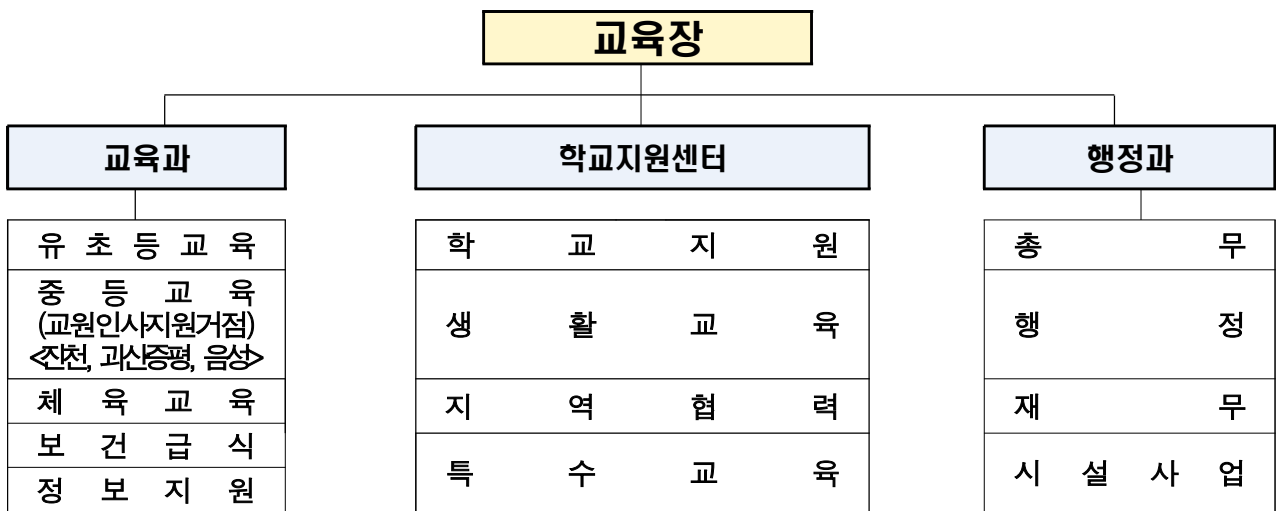 교육장
교육과
학교지원센터
행정과
유 초 등 교 육
중 등 교 육
(교원인사지원거점)
<진천, 괴산증평, 음성>
체 육 교 육
보 건 급 식
정 보 지 원
학 교 지 원
생 활 교 육
지 역 협 력
특 수 교 육
총 무
행 정
재 무
시 설 사 업